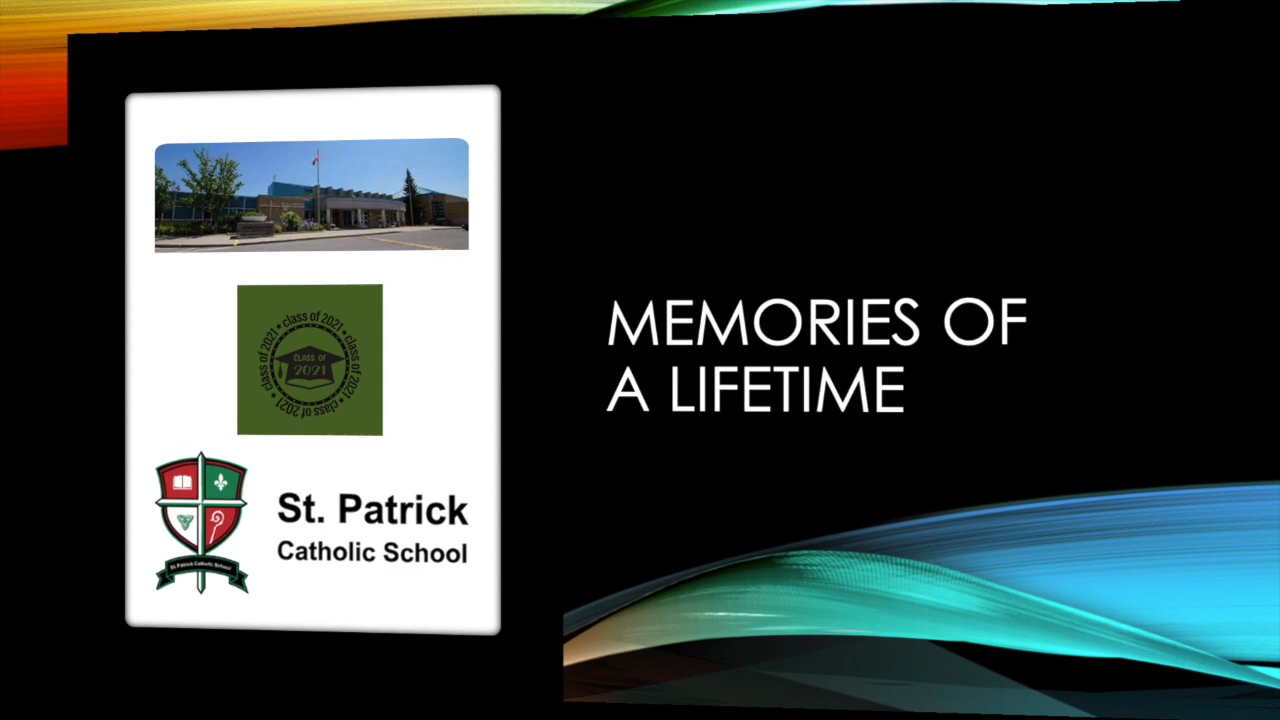 class of 2021 * class of 2021 * class of 2021 * class of 2021 *
CLASS OF
2021
St. Patrick
Catholic School
St. Patrick Catholic School
MEMORIES OF
A LIFETIME